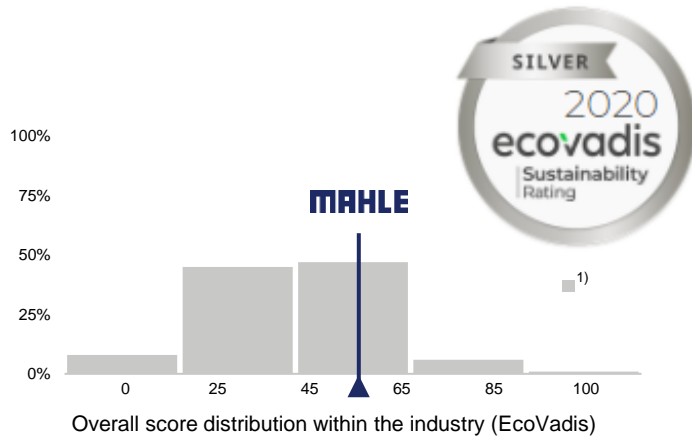 SILVER
2020
ecovadis
Sustainability
Rating
100%
75%
MAHLE
50%
1)
25%
0%
0 25 45 65 85 100
Overall score distribution within the industry (EcoVadis)